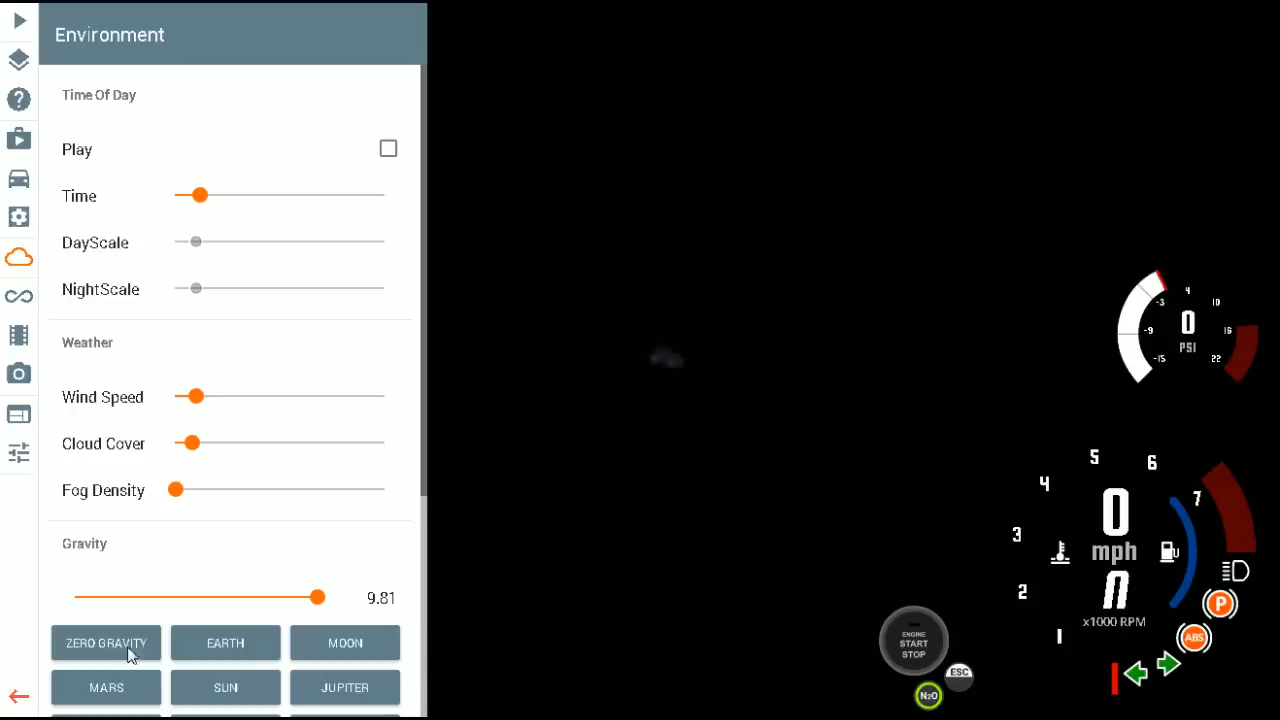 Environment
Time Of Day
Play
Time
DayScale
NightScale
Weather
Wind Speed
Cloud Cover
Fog Density
Gravity
9.81
ZERO GRAVITY EARTH MOON
MARS SUN JUPITER
4
-3 10
0
-9 16
PSI
-15 22
5 6
4 7
0
3 mph
2 n
x1000 RPM
P
1 ABS
ENGINE
START
STOP
ESC
N2O